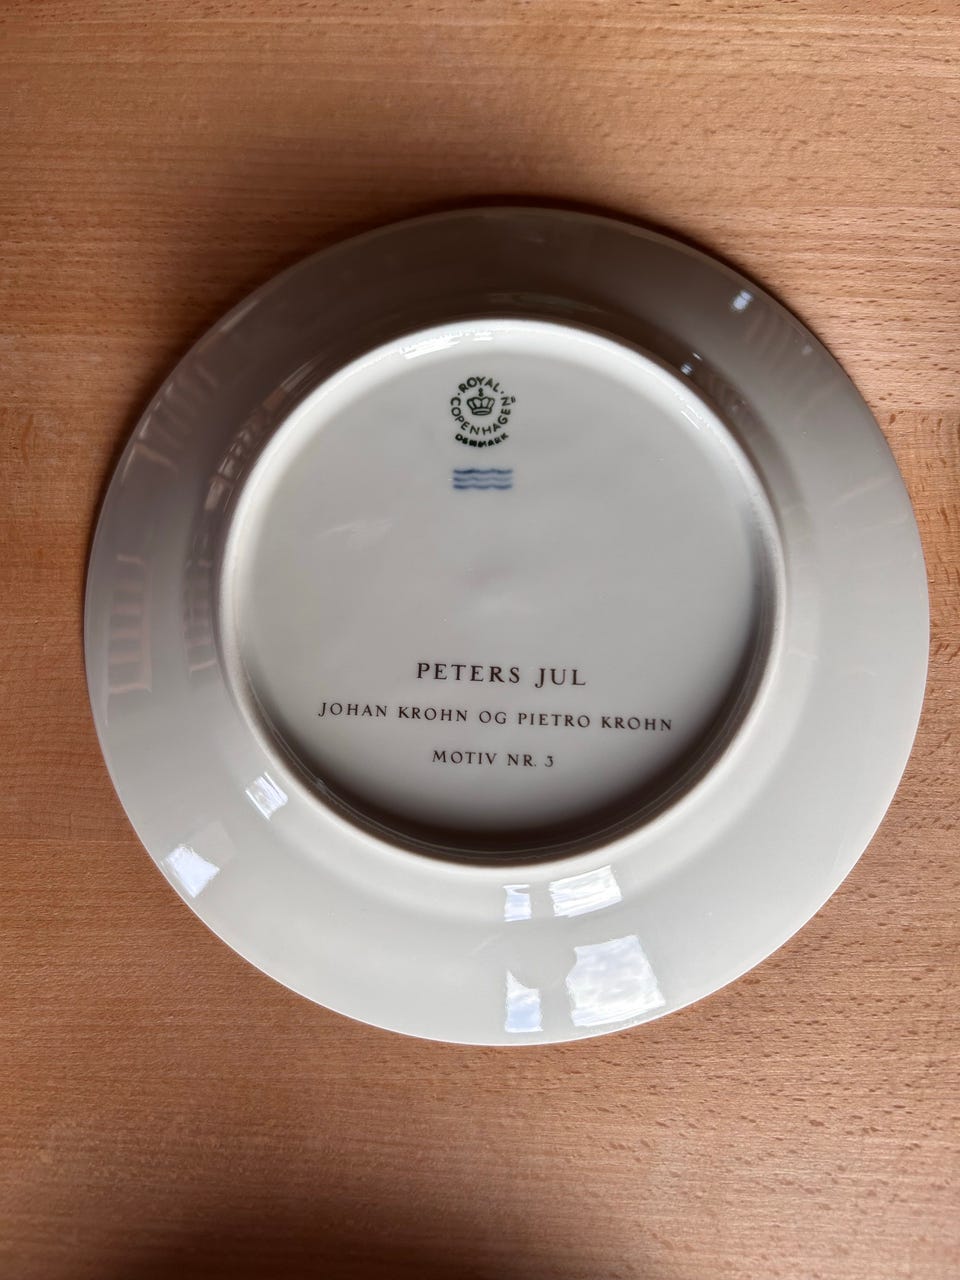 ROYAL
COPENHAGEN
DENMARK
PETERS JUL
JOHAN KROHN OG PIETRO KROHN
MOTIV NR. 3